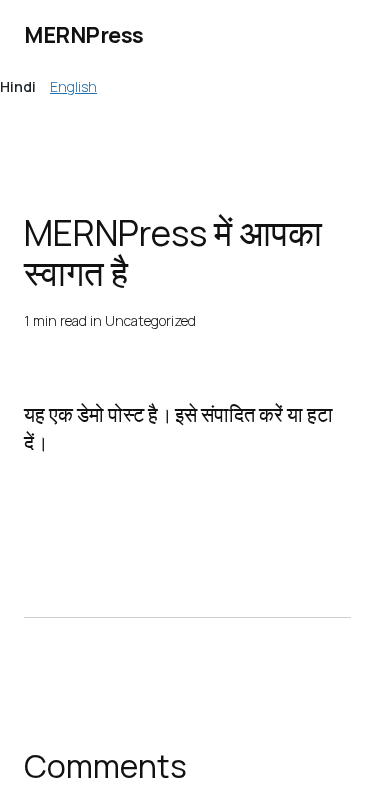 MERNPress
Hindi English
MERNPress में आपका
स्वागत है
1 min read in Uncategorized
यह एक डेमो पोस्ट है । इसे संपादित करें या हटा
दें ।
Comments